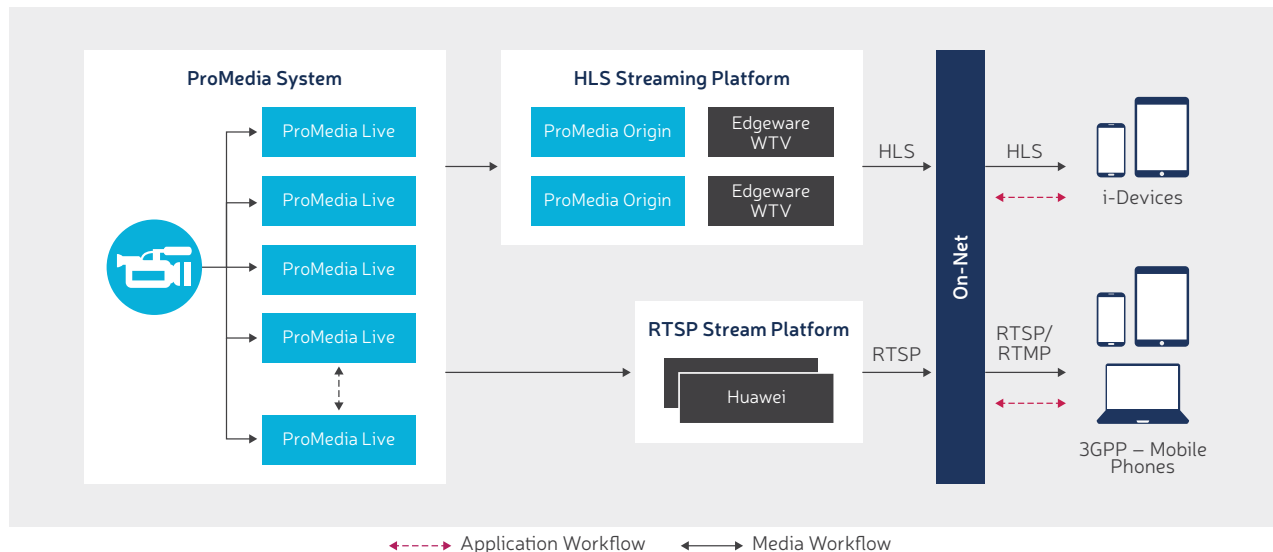 ProMedia System
ProMedia Live
ProMedia Live
ProMedia Live
ProMedia Live
ProMedia Live
HLS Streaming Platform
ProMedia Origin
Edgeware
WTV
ProMedia Origin
Edgeware
WTV
RTSP Stream Platform
Huawei
HLS
RTSP
On-Net
HLS
i-Devices
RTSP/
RTMP
3GPP – Mobile
Phones
Application Workflow
Media Workflow